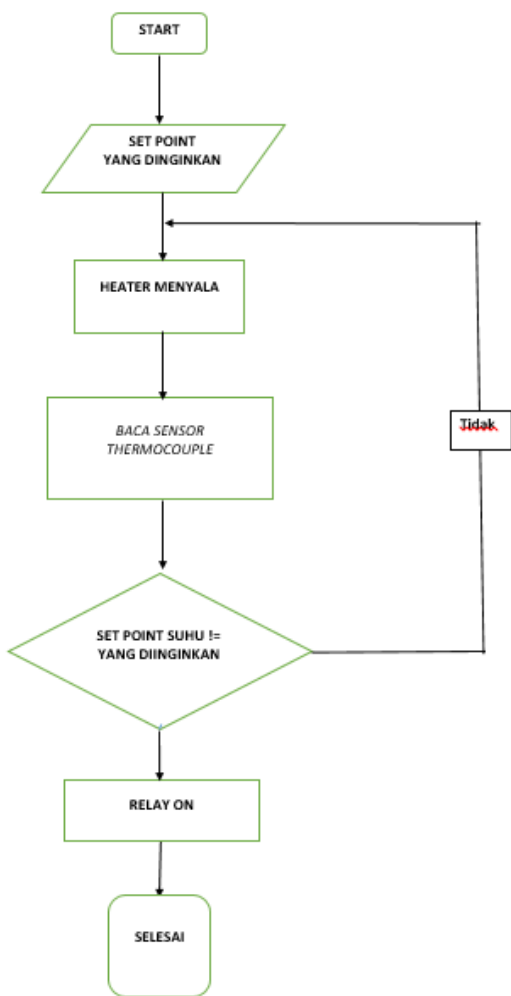 START
SET POINT
YANG DINGINKAN
HEATER MENYALA
BACA SENSOR
THERMOCOUPLE
Tidak
SET POINT SUHU !=
YANG DIINGINKAN
RELAY ON
SELESAI